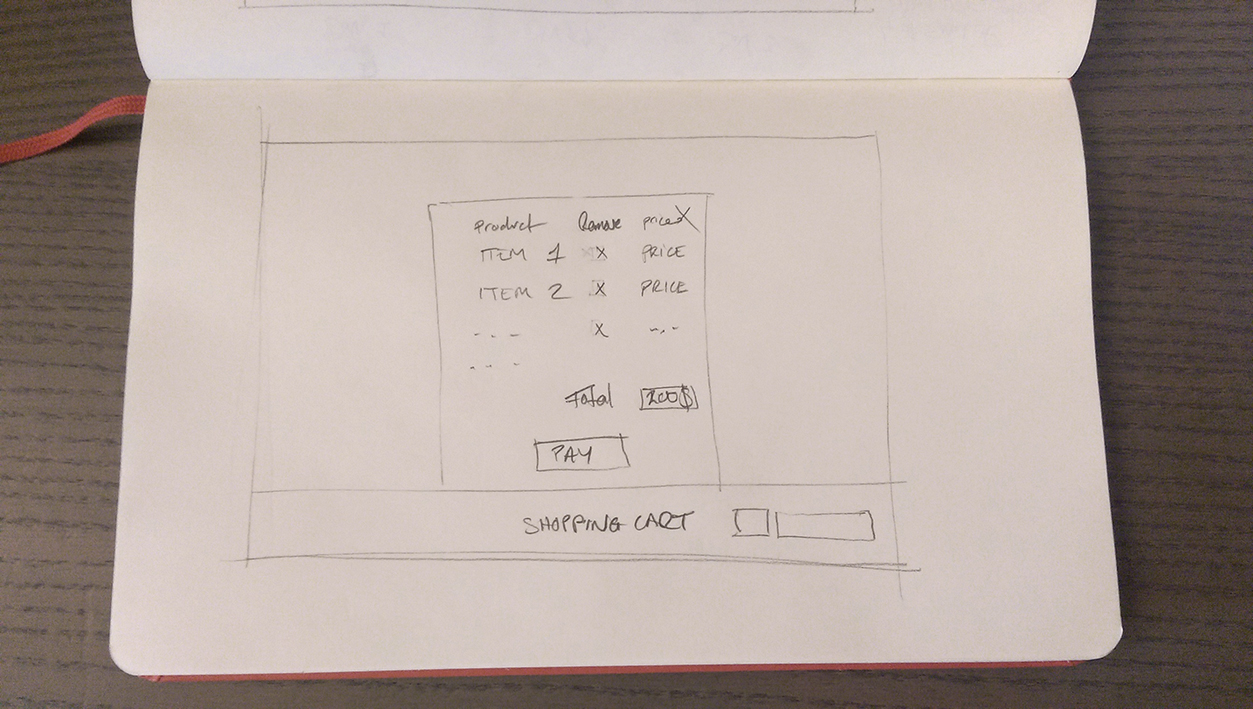 Product Remove price X
ITEM 1 X PRICE
ITEM 2 X PRICE
--- X -.-
---
Total 200$
PAY
SHOPPING CART